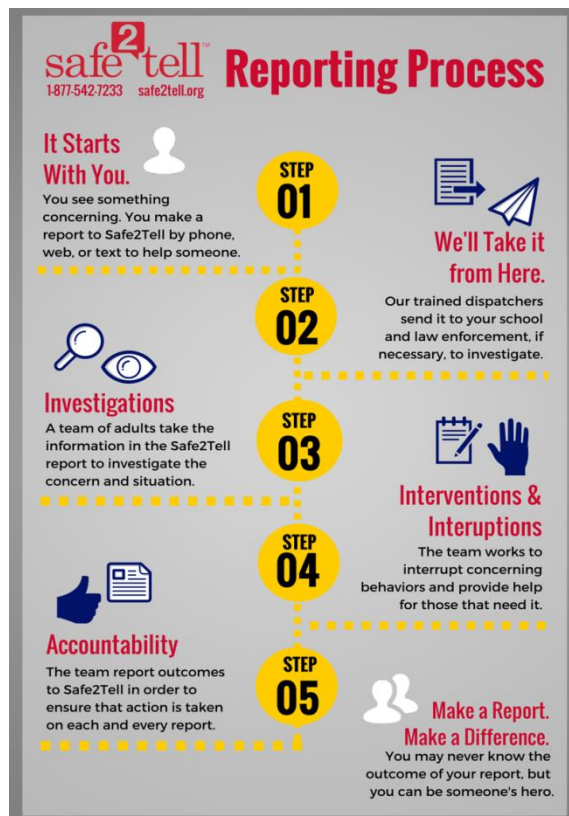 safe2tell™
1-877-542-7233 safe2tell.org
Reporting Process
It Starts
With You.
You see something
concerning. You make a
report to Safe2Tell by phone,
web, or text to help someone.
STEP
01
We'll Take it
from Here.
Our trained dispatchers
send it to your school
and law enforcement, if
necessary, to investigate.
STEP
02
Investigations
A team of adults take the
information in the Safe2Tell
report to investigate the
concern and situation.
STEP
03
Interventions &
Interuptions
The team works to
interrupt concerning
behaviors and provide help
for those that need it.
STEP
04
Accountability
The team report outcomes
to Safe2Tell in order to
ensure that action is taken
on each and every report.
STEP
05
Make a Report.
Make a Difference.
You may never know the
outcome of your report, but
you can be someone's hero.